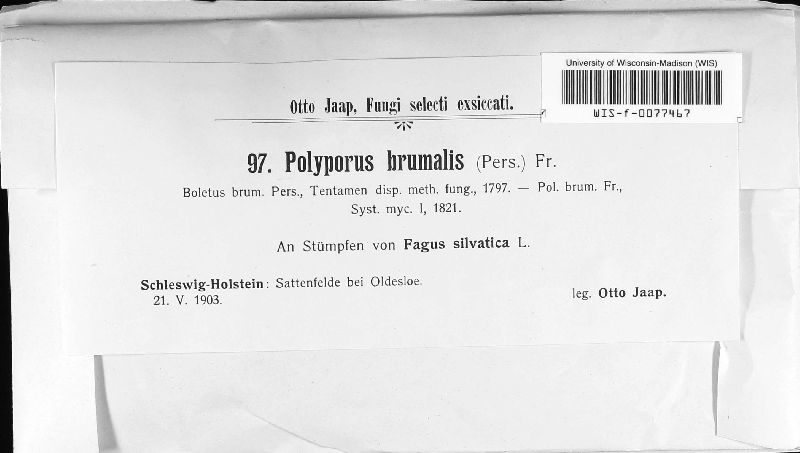 University of Wisconsin-Madison (WIS)
WIS-f-0077467
Otto Jaap, Fungi selecti exsiccati.
97. Polyporus brumalis (Pers.) Fr.
Boletus brum. Pers., Tentamen disp. meth. fung., 1797. — Pol. brum. Fr.,
Syst. myc. I, 1821.
An Stümpfen von Fagus silvatica L.
Schleswig-Holstein: Sattenfelde bei Oldesloe.
21. V. 1903.
leg. Otto Jaap.